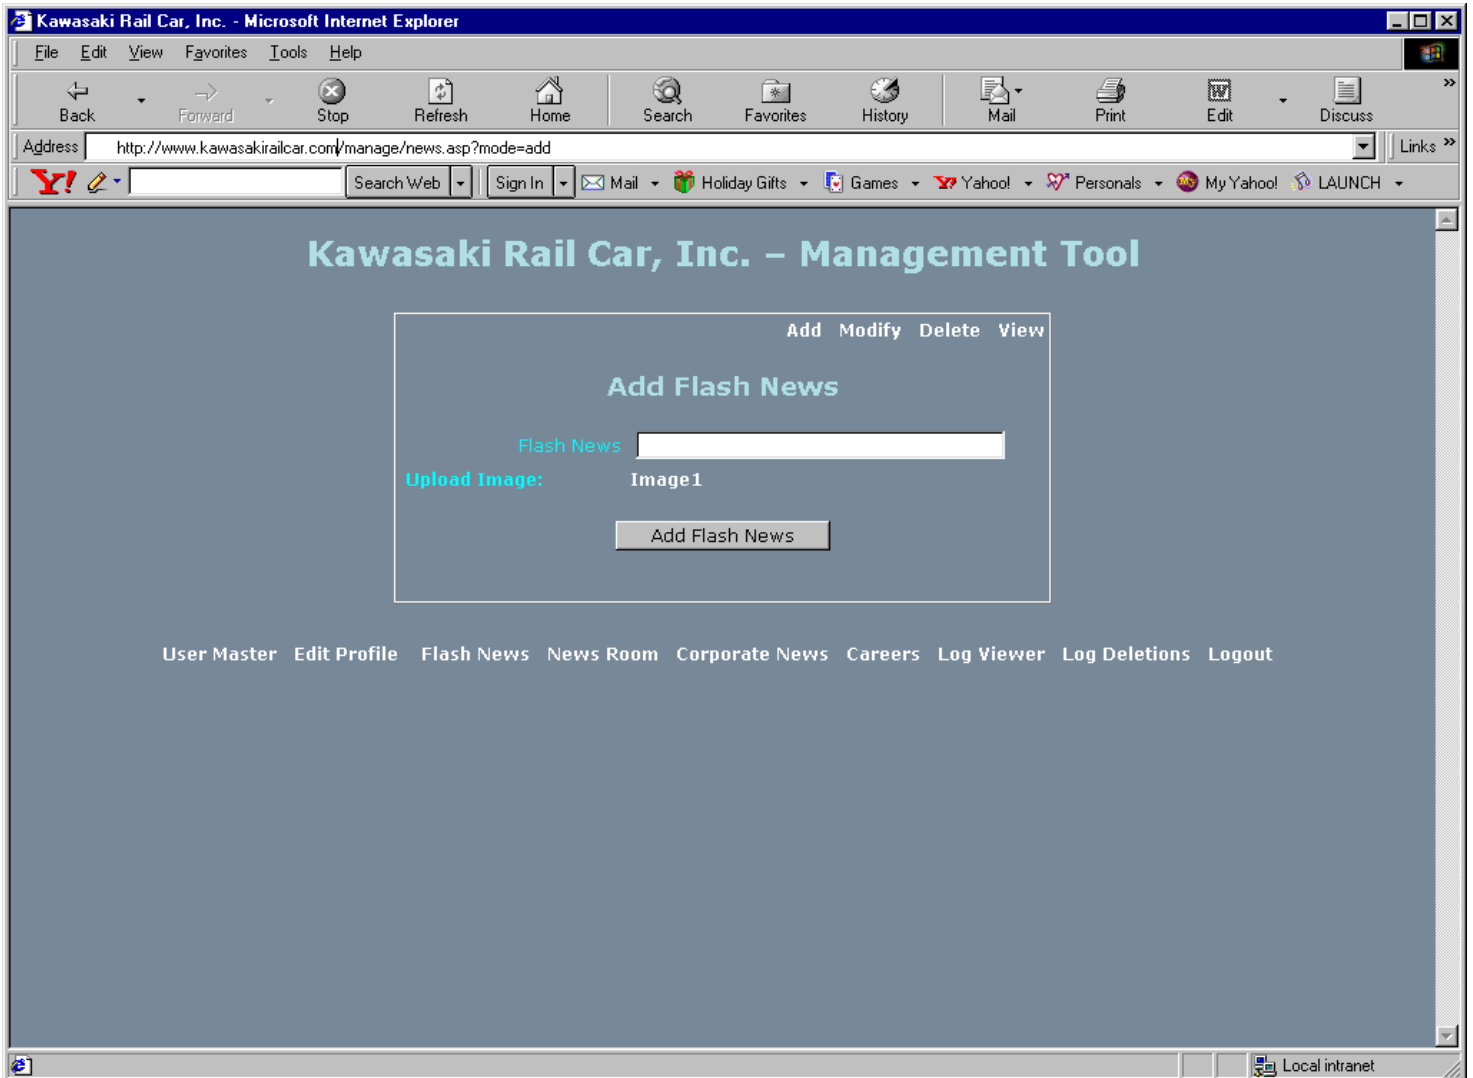 Kawasaki Rail Car, Inc. - Microsoft Internet Explorer
File Edit View Favorites Tools Help
Back Forward Stop Refresh Home Search Favorites History Mail Print Edit Discuss »
Address http://www.kawasakirailcar.com/manage/news.asp?mode=add Links »
Y! Search Web Sign In Mail Holiday Gifts Games Y? Yahoo! Personals My Yahoo! LAUNCH
Kawasaki Rail Car, Inc. – Management Tool
Add Modify Delete View
Add Flash News
Flash News
Upload Image: Image1
Add Flash News
User Master Edit Profile Flash News News Room Corporate News Careers Log Viewer Log Deletions Logout
Local intranet